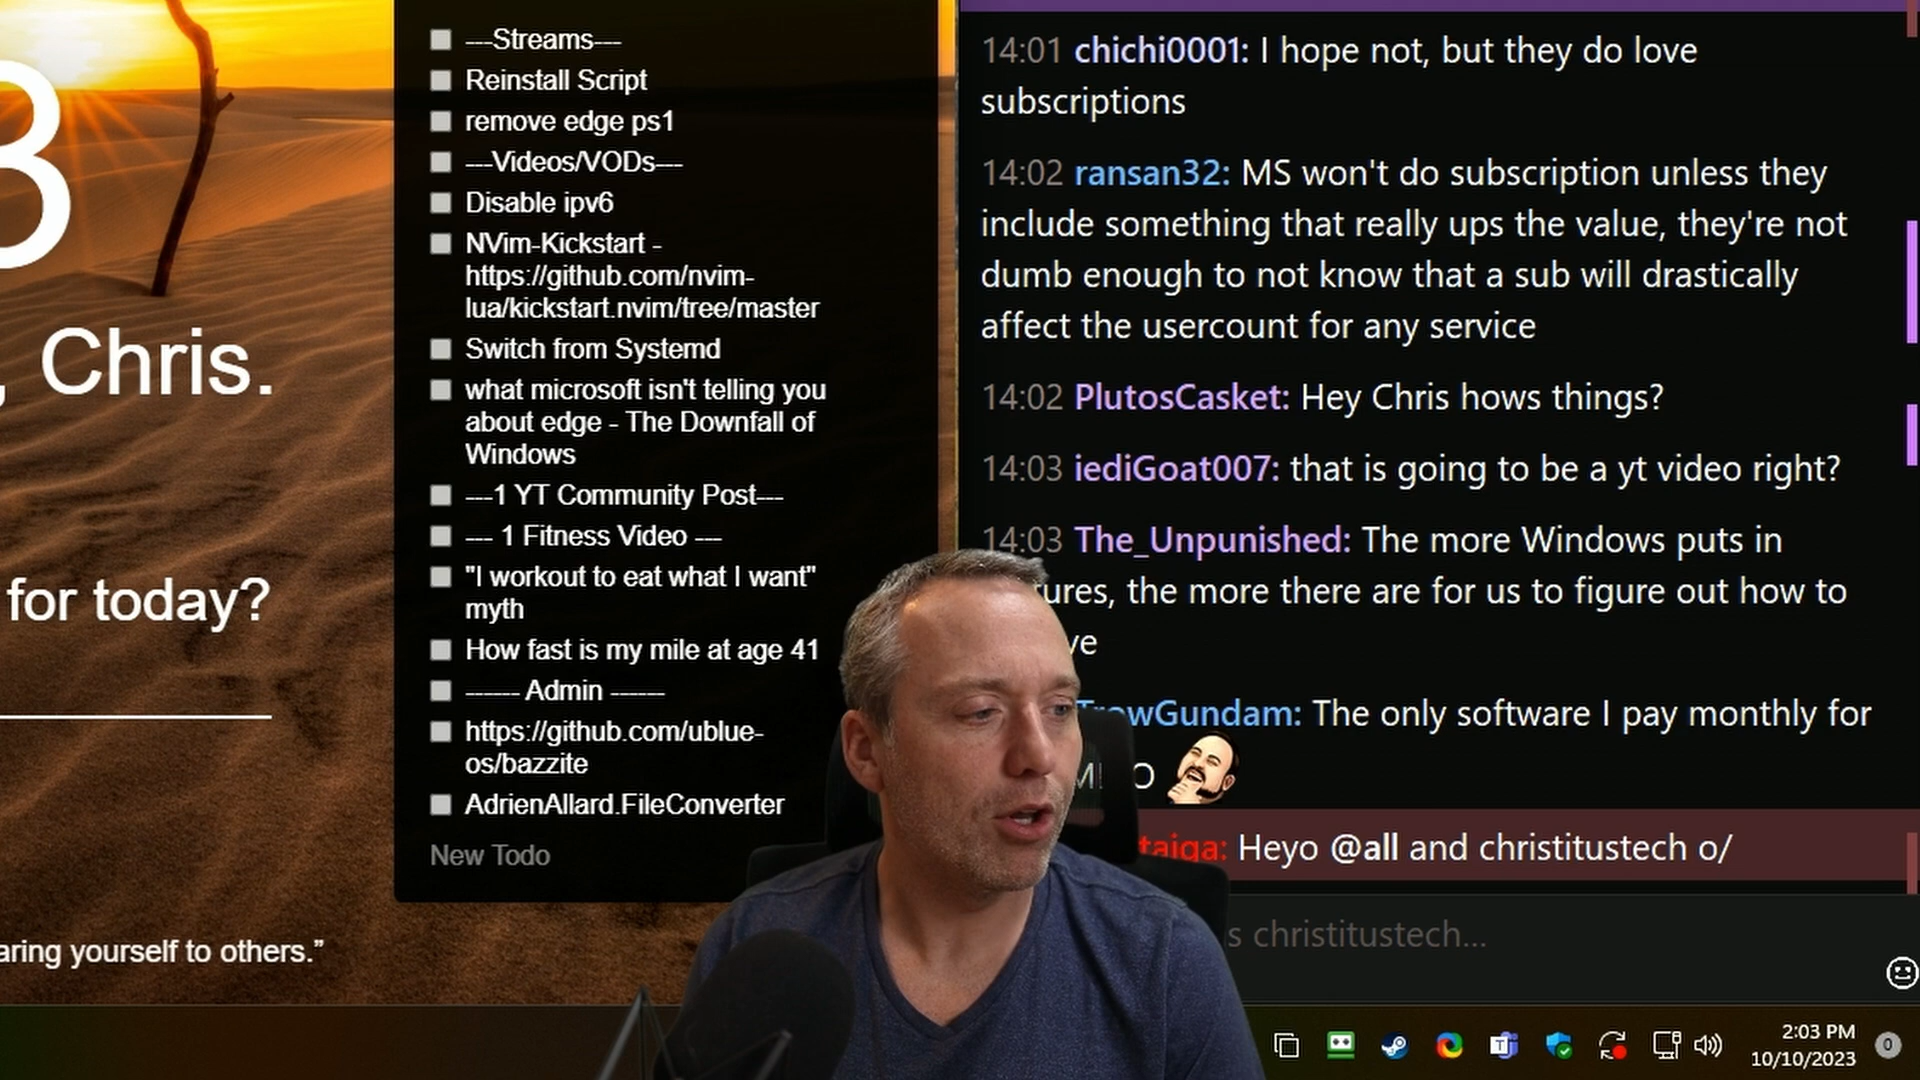 3
, Chris.
for today?
aring yourself to others.”
---Streams---
Reinstall Script
remove edge ps1
---Videos/VODs---
Disable ipv6
NVim-Kickstart -
https://github.com/nvim-
lua/kickstart.nvim/tree/master
Switch from Systemd
what microsoft isn't telling you
about edge - The Downfall of
Windows
---1 YT Community Post---
--- 1 Fitness Video ---
"I workout to eat what I want"
myth
How fast is my mile at age 41
------ Admin ------
https://github.com/ublue-
os/bazzite
AdrienAllard.FileConverter
New Todo
14:01 chichi0001: I hope not, but they do love
subscriptions
14:02 ransan32: MS won't do subscription unless they
include something that really ups the value, they're not
dumb enough to not know that a sub will drastically
affect the usercount for any service
14:02 PlutosCasket: Hey Chris hows things?
14:03 iediGoat007: that is going to be a yt video right?
14:03 The_Unpunished: The more Windows puts in
ures, the more there are for us to figure out how to
ve
TrowGundam: The only software I pay monthly for
taiga: Heyo @all and christitustech o/
s christitustech...
2:03 PM
10/10/2023
0